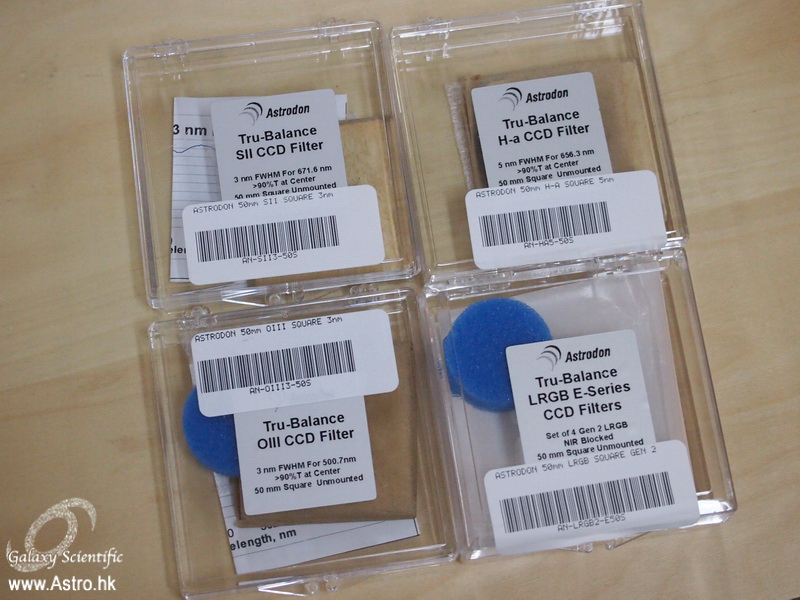 3 nm
Astrodon
Tru-Balance
SII CCD Filter
3 nm FWHM For 671.6 nm
>90%T at Center
50 mm Square Unmounted
ASTRODON 50mm SII SQUARE 3nm
AN-SI13-50S
Astrodon
Tru-Balance
H-a CCD Filter
5 nm FWHM For 656.3 nm
>90%T at Center
50 mm Square Unmounted
ASTRODON 50mm H-A SQUARE 5nm
AN-HA5-50S
ASTRODON 50mm OIII SQUARE 3nm
AN-OIII3-50S
Tru-Balance
OIII CCD Filter
3 nm FWHM For 500.7nm
>90%T at Center
50 mm Square Unmounted
elength, nm
Astrodon
Tru-Balance
LRGB E-Series
CCD Filters
Set of 4 Gen 2 LRGB
NIR Blocked
50 mm Square Unmounted
ASTRODON 50mm LRGB SQUARE GEN 2
AN-LRGB2-E50S
Galaxy Scientific
www.Astro.hk